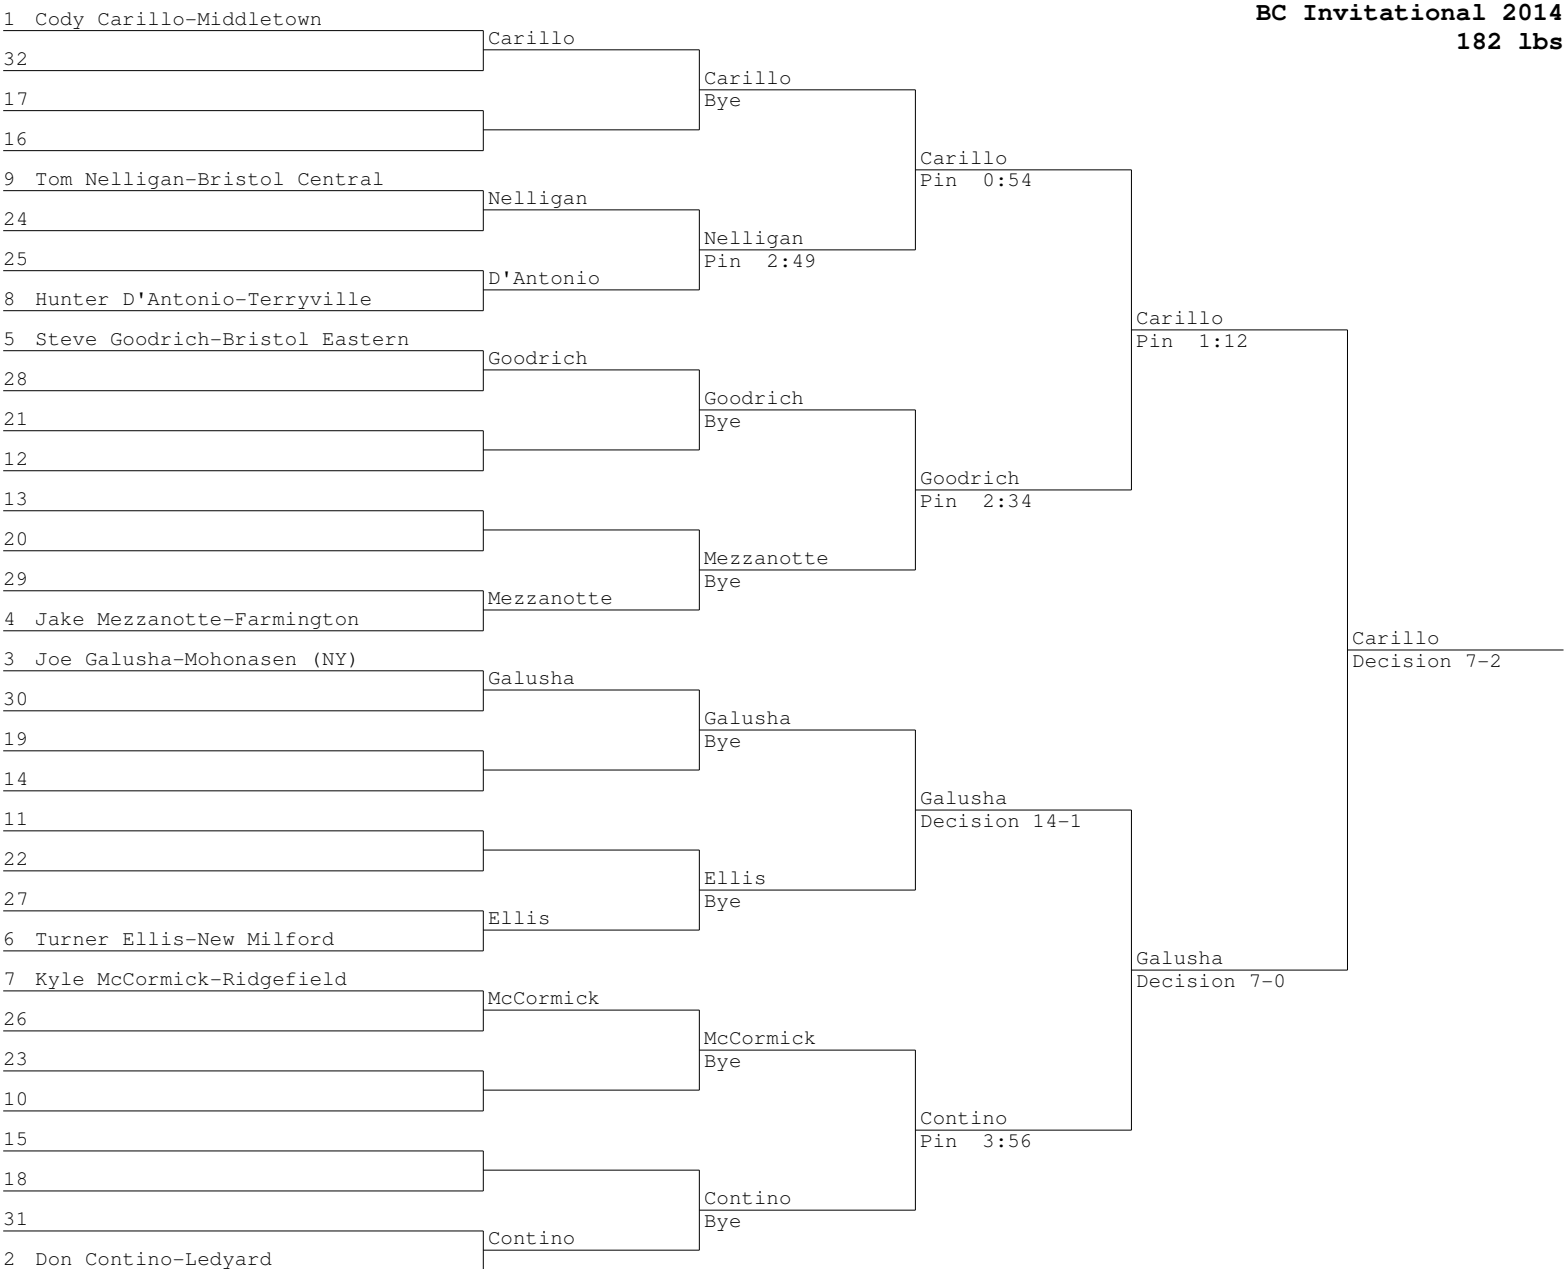 BC Invitational 2014
182 lbs
1 Cody Carillo-Middletown
Carillo
32
Carillo
17
Bye
16
Carillo
9 Tom Nelligan-Bristol Central
Pin 0:54
Nelligan
24
Nelligan
25
Pin 2:49
D'Antonio
8 Hunter D'Antonio-Terryville
Carillo
5 Steve Goodrich-Bristol Eastern
Pin 1:12
Goodrich
28
Goodrich
21
Bye
12
Goodrich
13
Pin 2:34
20
Mezzanotte
29
Bye
Mezzanotte
4 Jake Mezzanotte-Farmington
Carillo
3 Joe Galusha-Mohonasen (NY)
Decision 7-2
Galusha
30
Galusha
19
Bye
14
Galusha
11
Decision 14-1
22
Ellis
27
Bye
Ellis
6 Turner Ellis-New Milford
Galusha
7 Kyle McCormick-Ridgefield
Decision 7-0
McCormick
26
McCormick
23
Bye
10
Contino
15
Pin 3:56
18
Contino
31
Bye
Contino
2 Don Contino-Ledyard